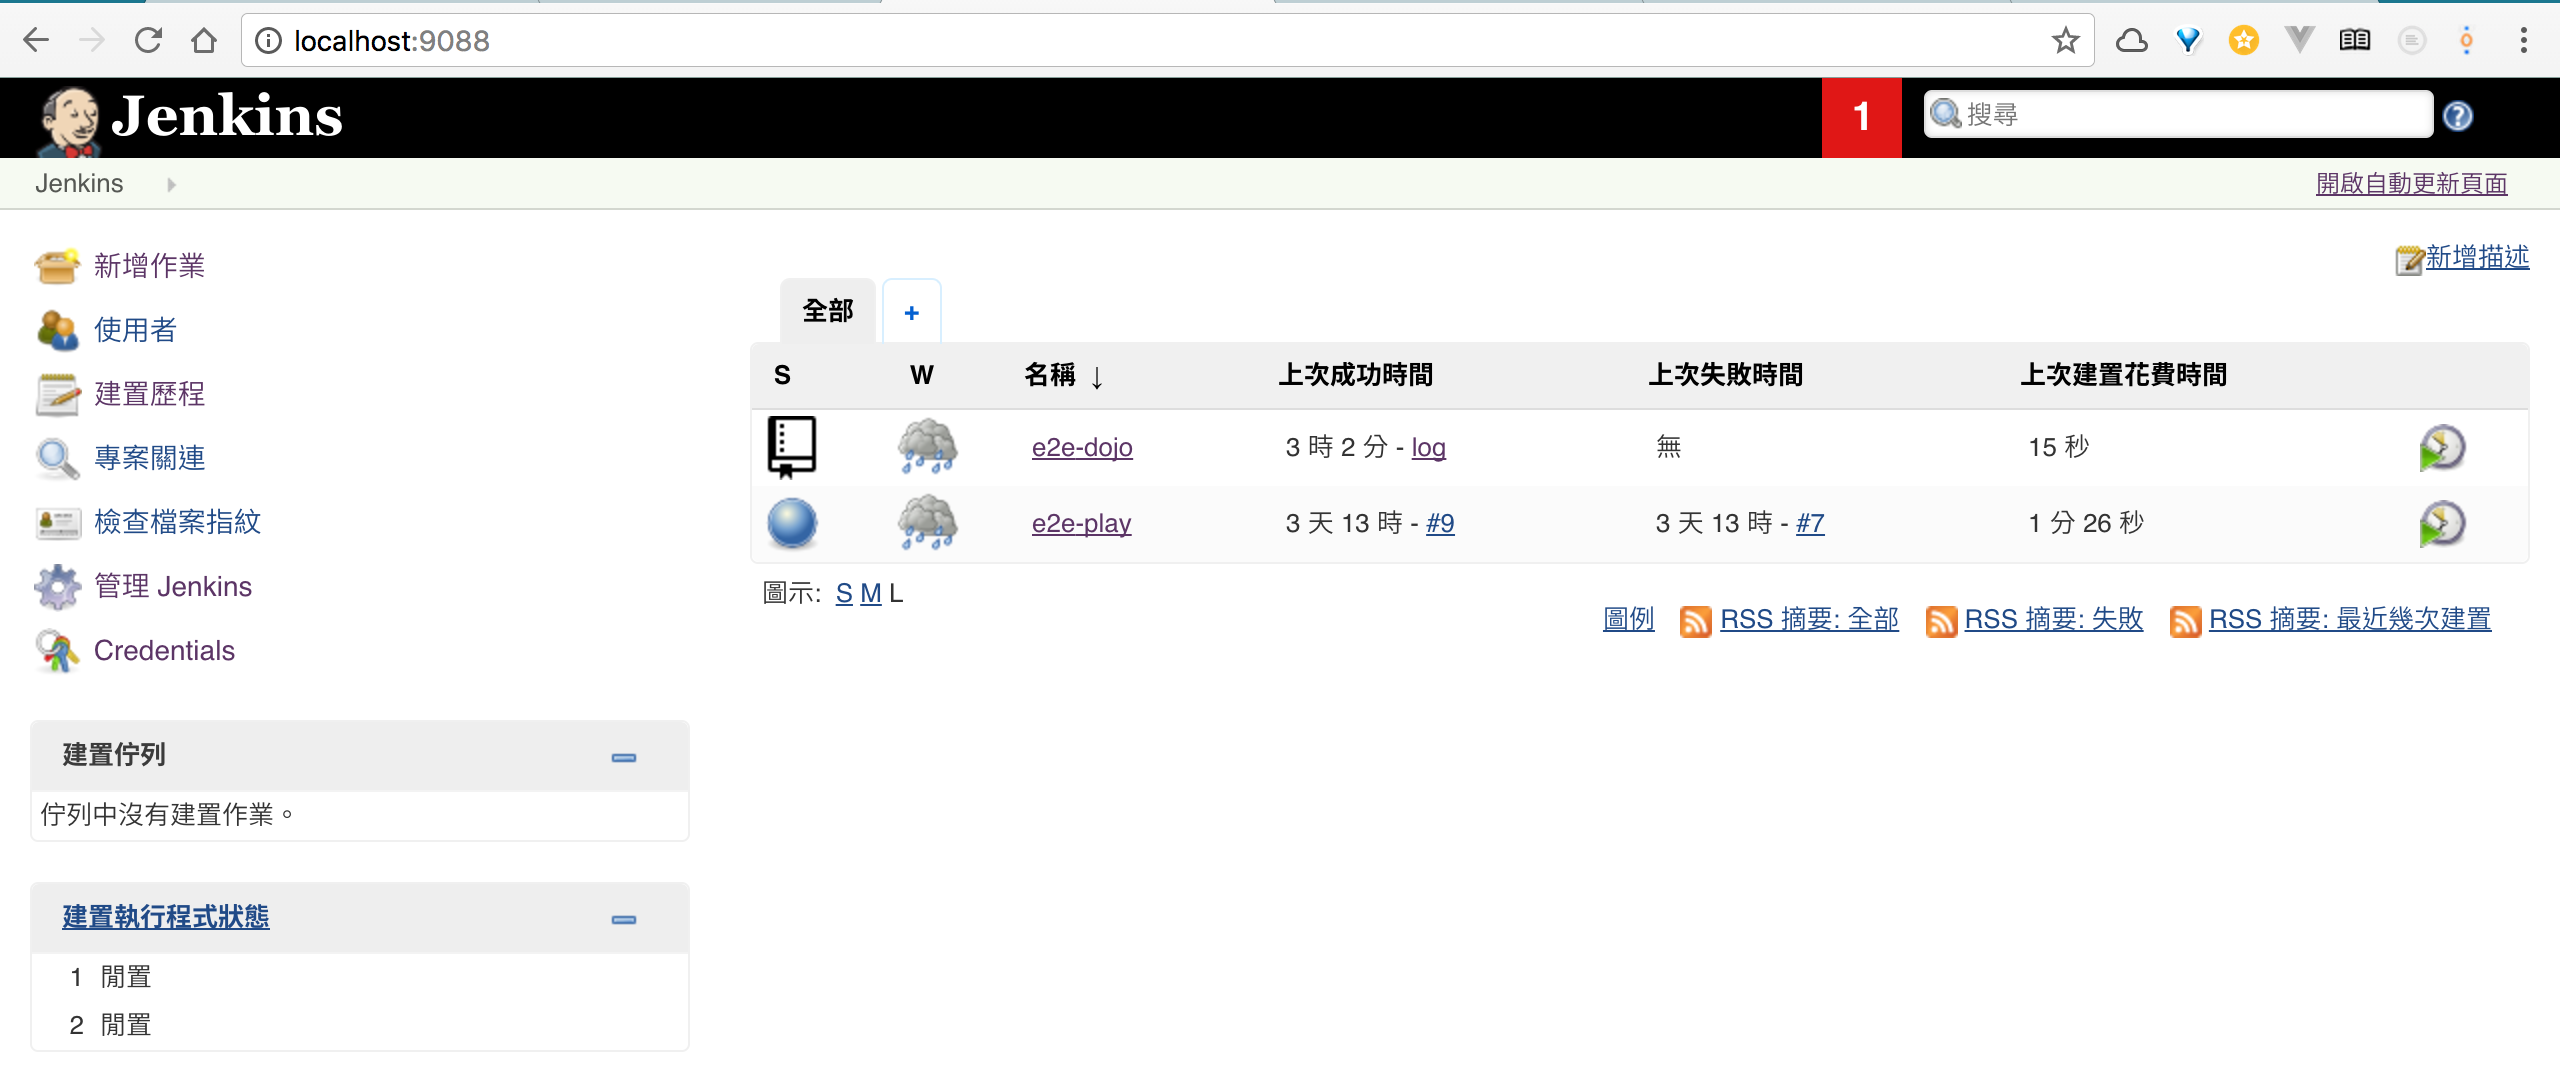 localhost:9088
Jenkins
1
搜尋
Jenkins
開啟自動更新頁面
新增作業
使用者
建置歷程
專案關連
檢查檔案指紋
管理 Jenkins
Credentials
建置佇列
佇列中沒有建置作業。
建置執行程式狀態
1 閒置
2 閒置
新增描述
全部 +
S W 名稱 ↓ 上次成功時間 上次失敗時間 上次建置花費時間
e2e-dojo 3 時 2 分 - log 無 15 秒
e2e-play 3 天 13 時 - #9 3 天 13 時 - #7 1 分 26 秒
圖示: S M L
圖例 RSS 摘要: 全部 RSS 摘要: 失敗 RSS 摘要: 最近幾次建置